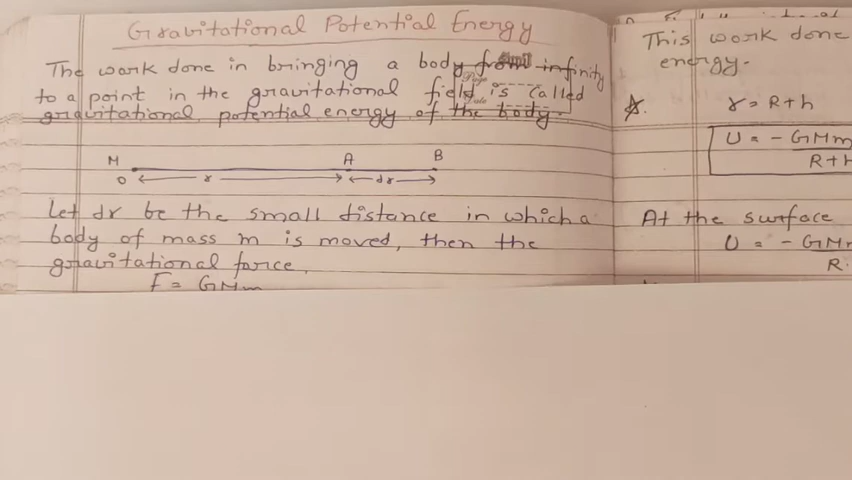 Gravitational Potential Energy
The work done in bringing a body from infinity
to a point in the gravitational field is called
gravitational potential energy of the body.
M A B
O r dr
Let dr be the small distance in which a
body of mass m is moved, then the
gravitational force,
F = GMm
This work done
energy.
r = R+h
U = - GMm
R+h
At the surface
U = - GMm
R